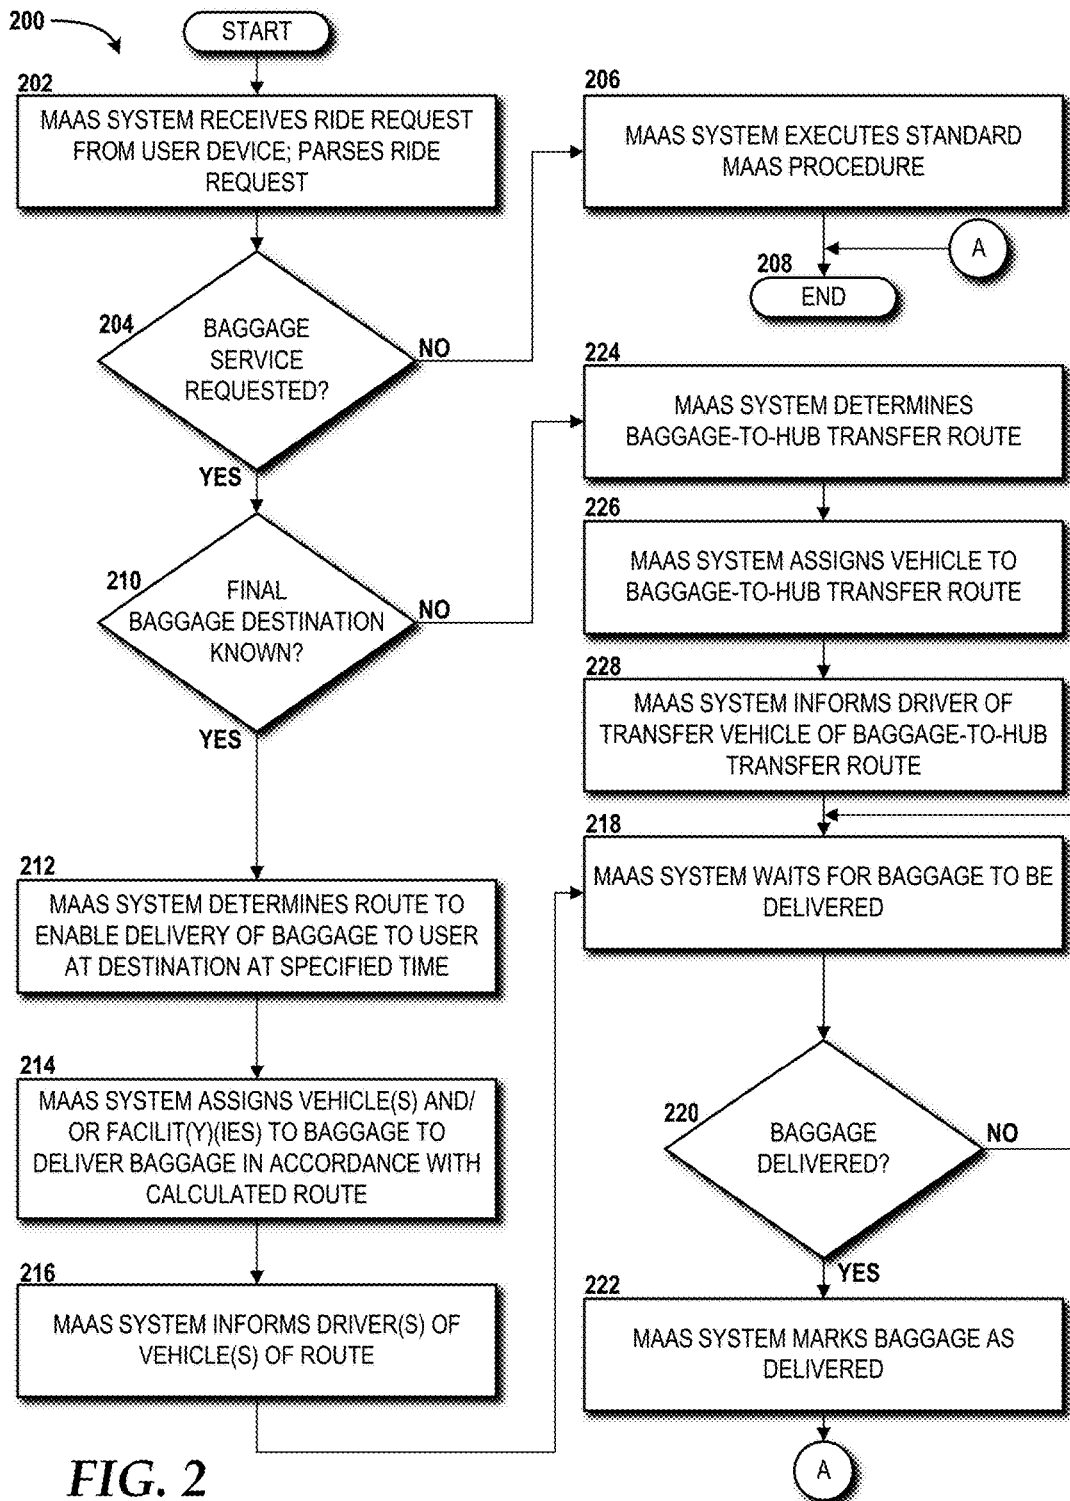 200
START
202
MAAS SYSTEM RECEIVES RIDE REQUEST
FROM USER DEVICE; PARSES RIDE
REQUEST
204
BAGGAGE
SERVICE
REQUESTED?
NO
YES
206
MAAS SYSTEM EXECUTES STANDARD
MAAS PROCEDURE
A
208
END
210
FINAL
BAGGAGE DESTINATION
KNOWN?
NO
YES
212
MAAS SYSTEM DETERMINES ROUTE TO
ENABLE DELIVERY OF BAGGAGE TO USER
AT DESTINATION AT SPECIFIED TIME
214
MAAS SYSTEM ASSIGNS VEHICLE(S) AND/
OR FACILIT(Y)(IES) TO BAGGAGE TO
DELIVER BAGGAGE IN ACCORDANCE WITH
CALCULATED ROUTE
216
MAAS SYSTEM INFORMS DRIVER(S) OF
VEHICLE(S) OF ROUTE
224
MAAS SYSTEM DETERMINES
BAGGAGE-TO-HUB TRANSFER ROUTE
226
MAAS SYSTEM ASSIGNS VEHICLE TO
BAGGAGE-TO-HUB TRANSFER ROUTE
228
MAAS SYSTEM INFORMS DRIVER OF
TRANSFER VEHICLE OF BAGGAGE-TO-HUB
TRANSFER ROUTE
218
MAAS SYSTEM WAITS FOR BAGGAGE TO BE
DELIVERED
220
BAGGAGE
DELIVERED?
NO
YES
222
MAAS SYSTEM MARKS BAGGAGE AS
DELIVERED
A
FIG. 2